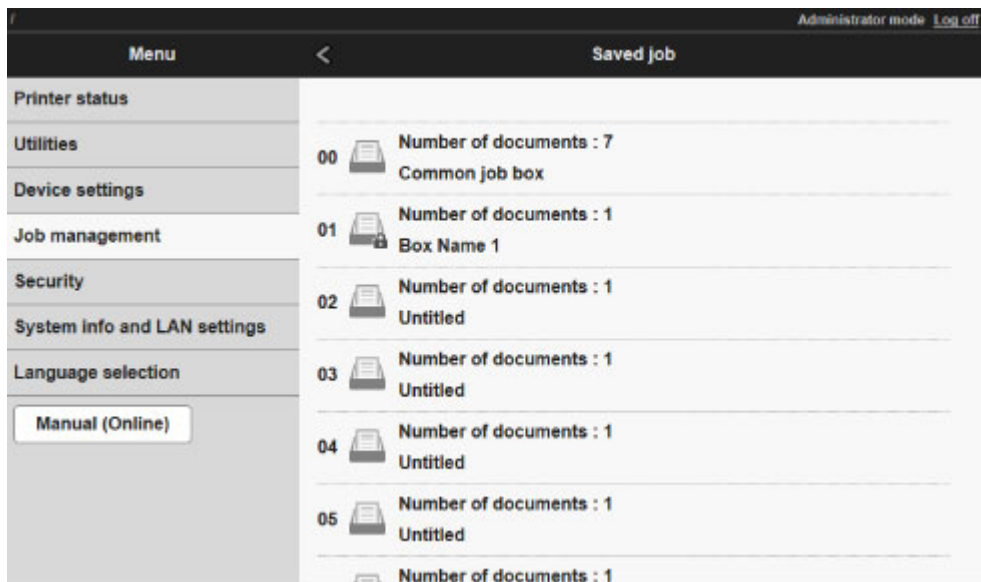 /
Administrator mode Log off
Menu
< Saved job
Printer status
Utilities
Device settings
Job management
Security
System info and LAN settings
Language selection
Manual (Online)
00
Number of documents : 7
Common job box
01
Number of documents : 1
Box Name 1
02
Number of documents : 1
Untitled
03
Number of documents : 1
Untitled
04
Number of documents : 1
Untitled
05
Number of documents : 1
Untitled
Number of documents : 1